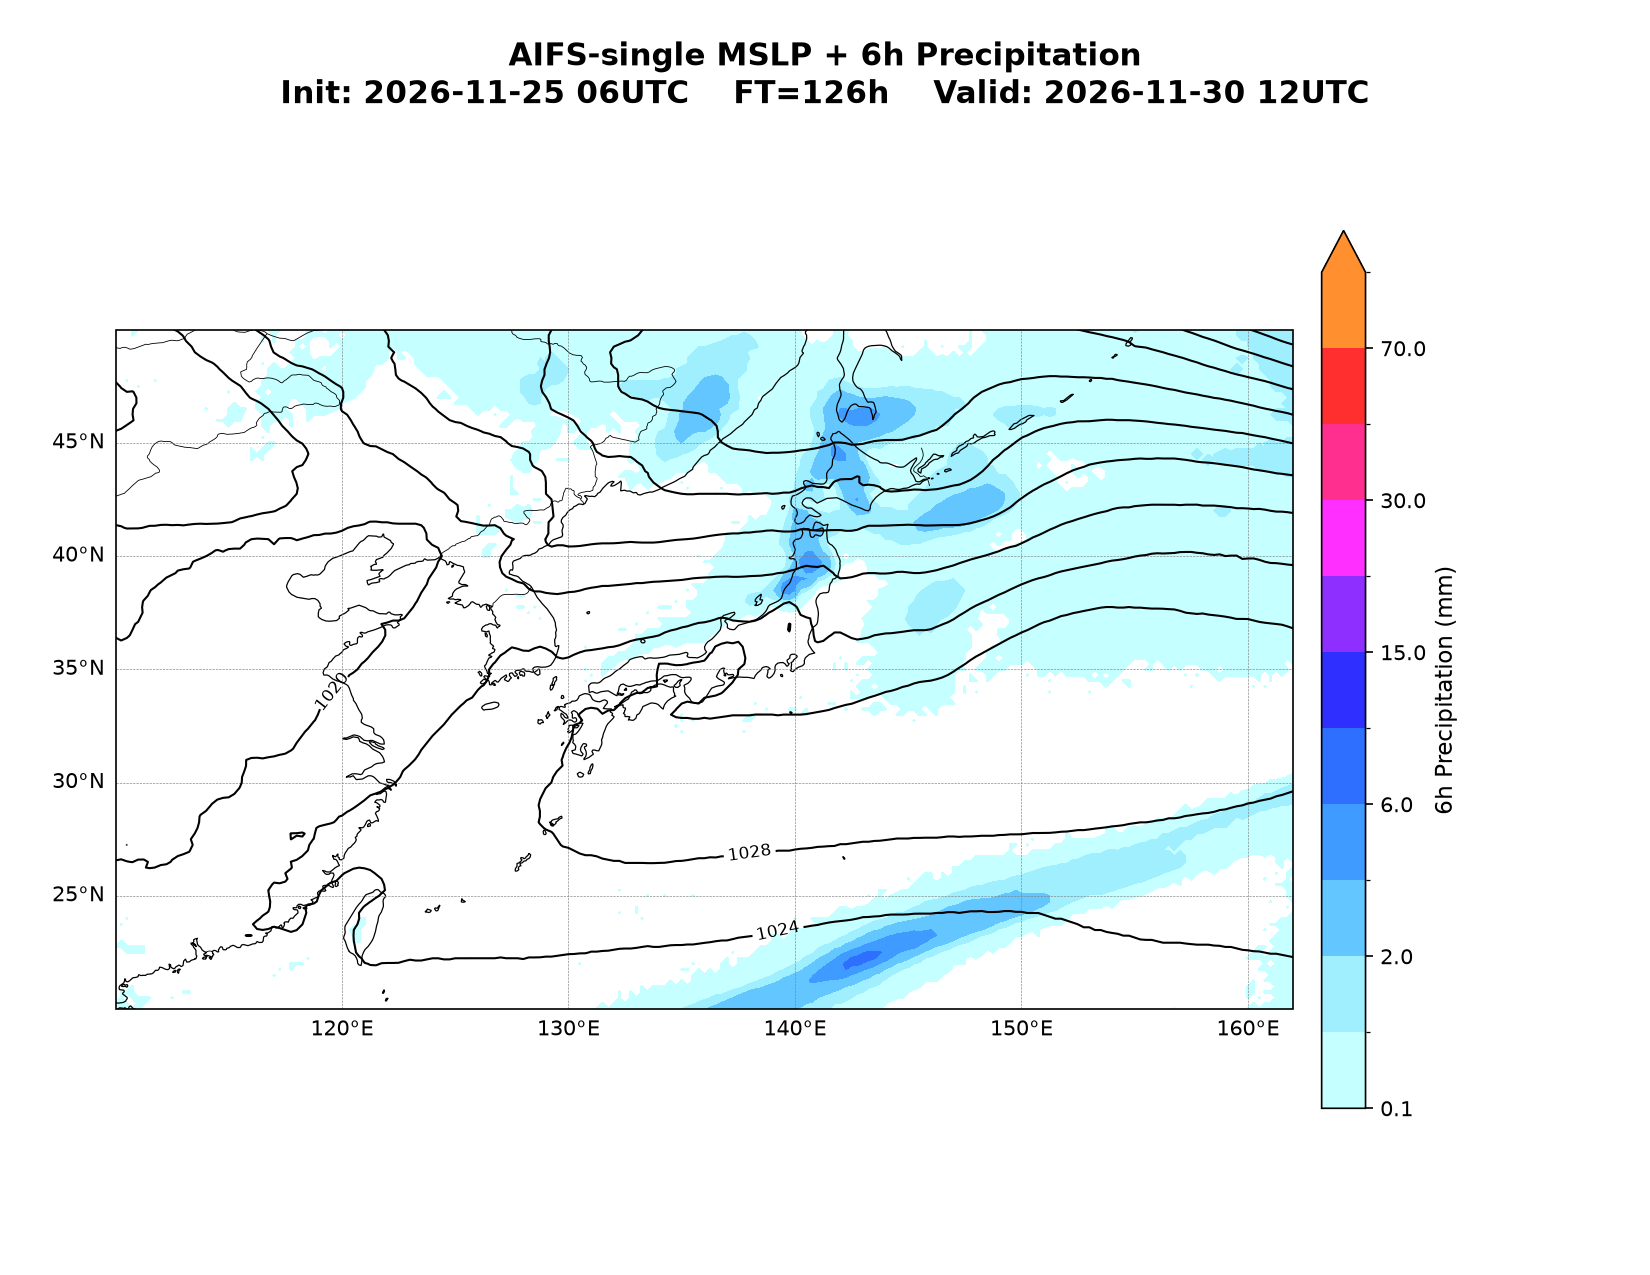 AIFS-single MSLP + 6h Precipitation
Init: 2026-11-25 06UTC    FT=126h    Valid: 2026-11-30 12UTC
45°N
40°N
35°N
30°N
25°N
120°E
130°E
140°E
150°E
160°E
1020
1028
1024
70.0
30.0
15.0
6.0
2.0
0.1
6h Precipitation (mm)